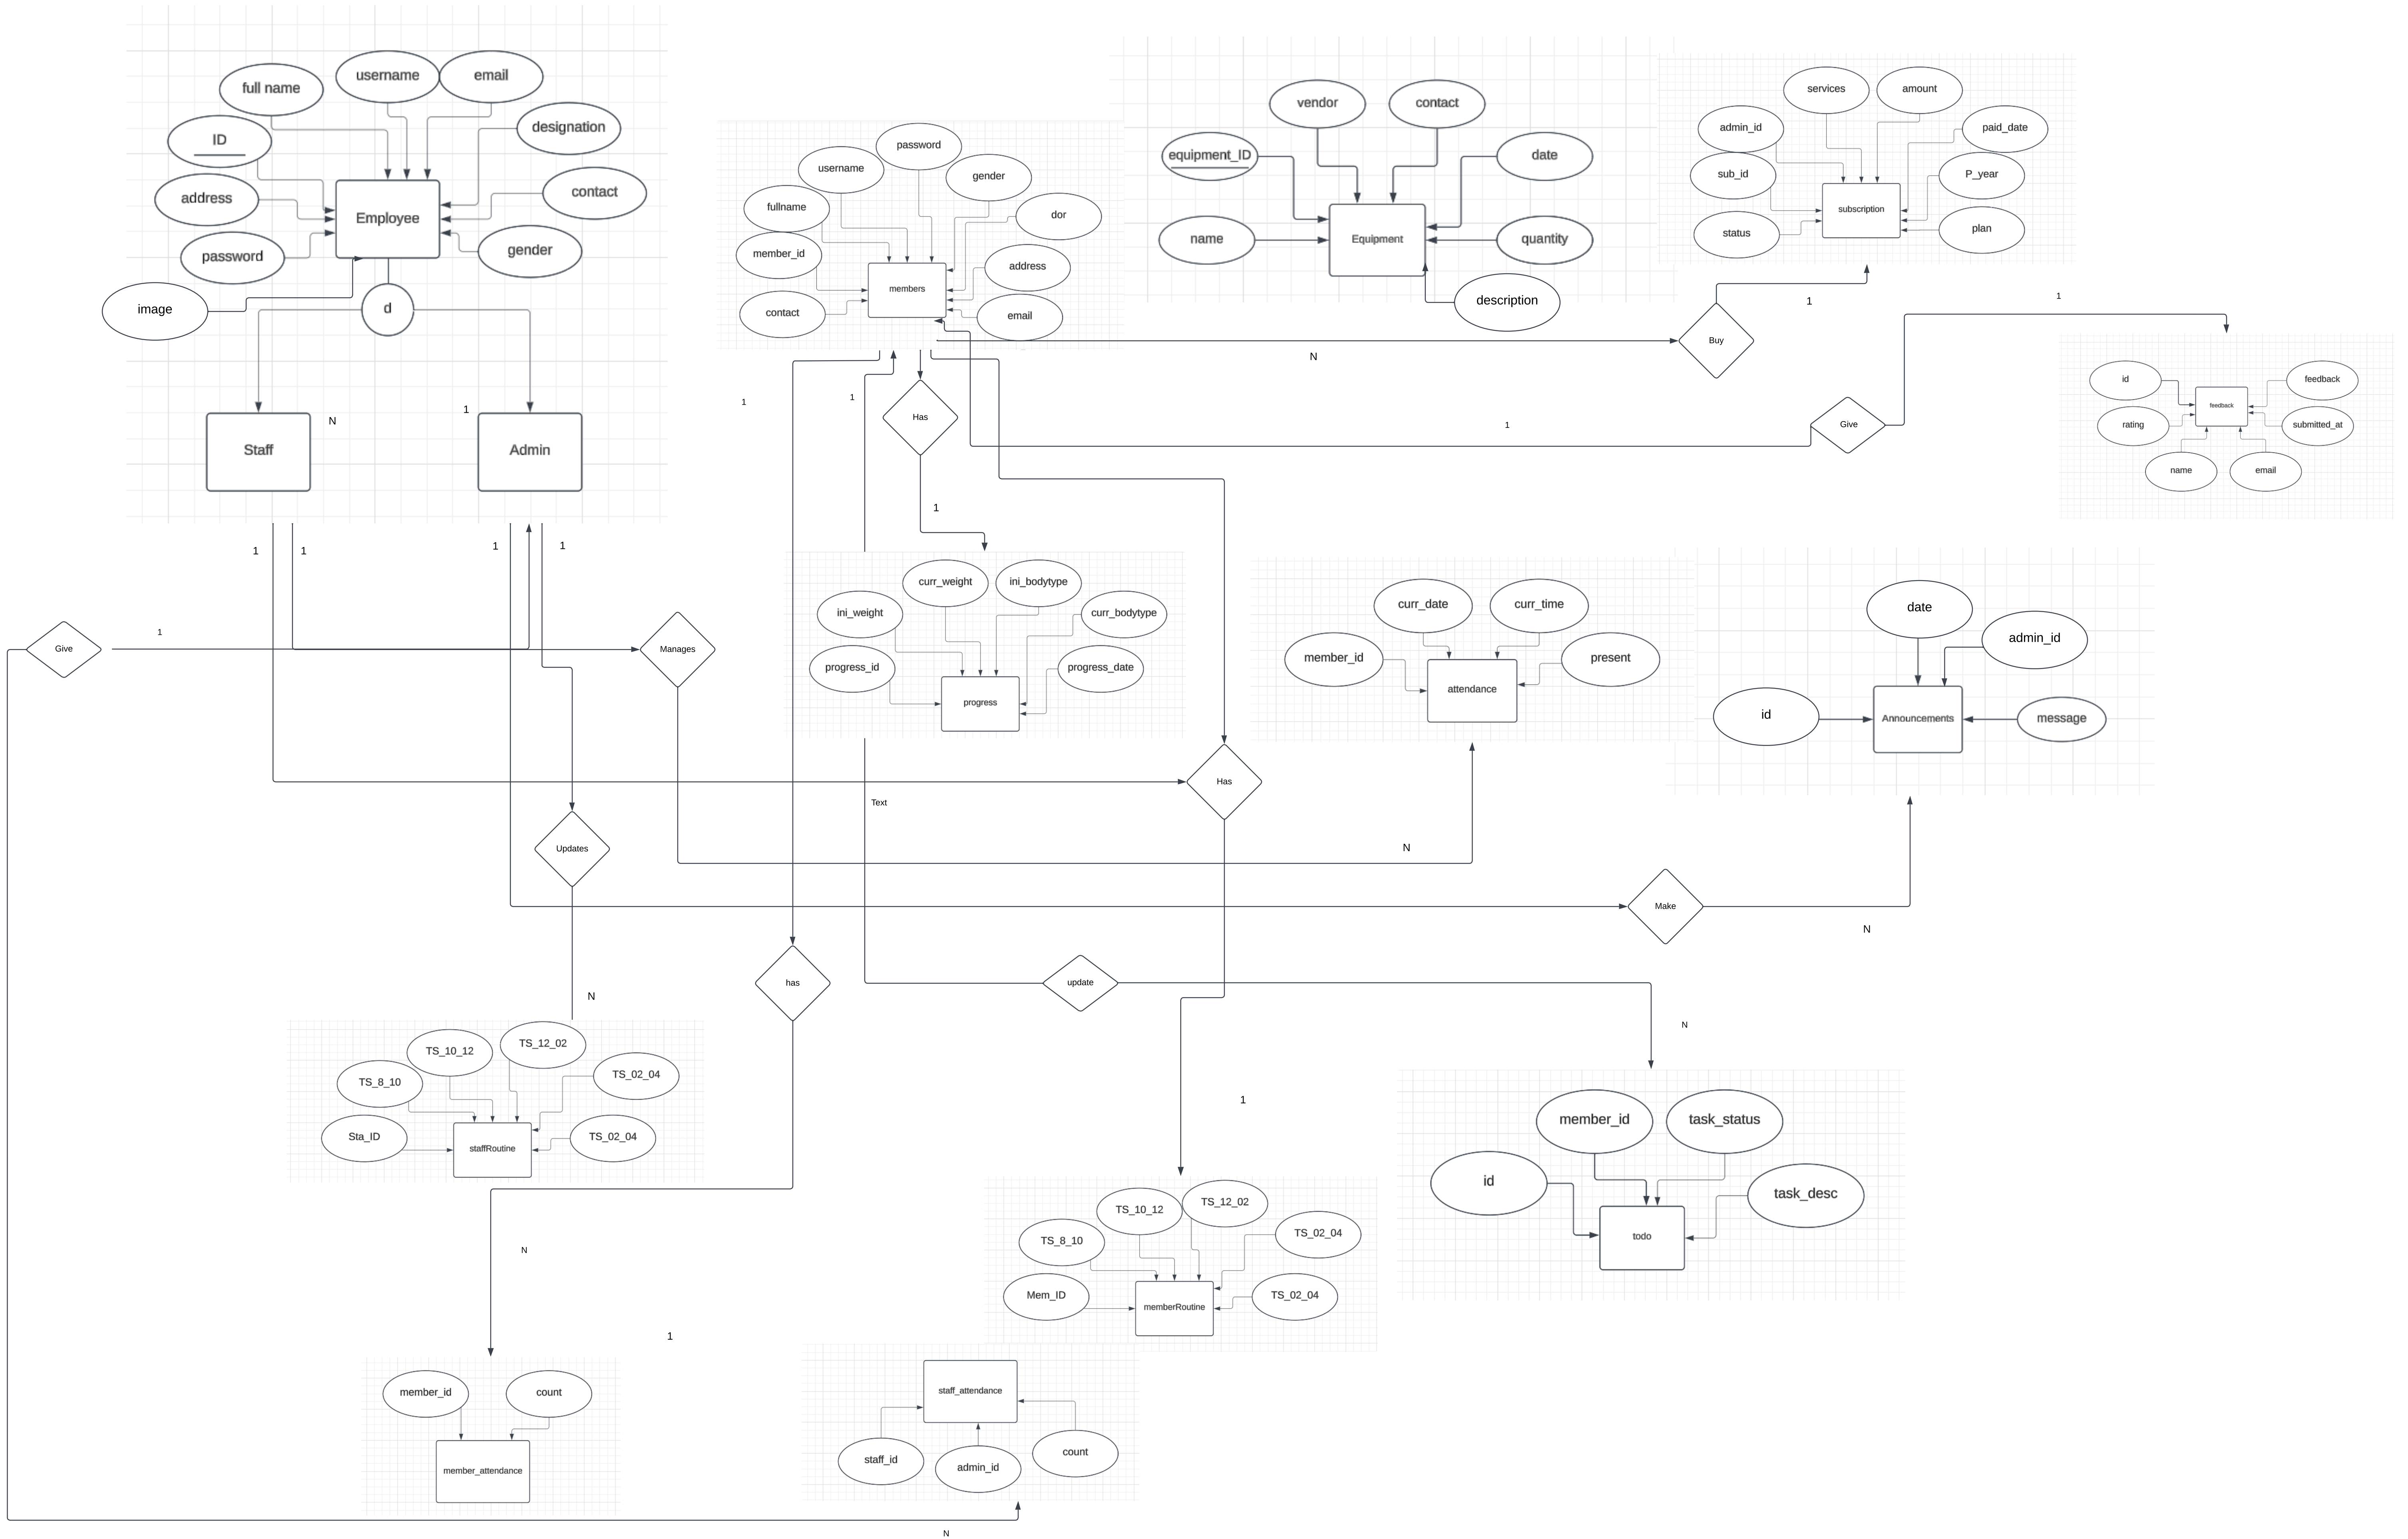 full name
username
email
ID
designation
address
Employee
contact
password
gender
image
d
Staff
N
1
Admin
password
username
gender
fullname
dor
member_id
address
members
contact
email
vendor
contact
equipment_ID
date
name
Equipment
quantity
description
services
amount
admin_id
paid_date
sub_id
P_year
subscription
status
plan
1
1
Buy
N
id
feedback
feedback
rating
submitted_at
name
email
1
1
Has
1
Give
1
1
1
1
1
Give
1
Manages
curr_weight
ini_bodytype
ini_weight
curr_bodytype
progress_id
progress_date
progress
curr_date
curr_time
member_id
present
attendance
date
admin_id
id
Announcements
message
Has
Text
Updates
N
Make
N
has
update
N
N
TS_12_02
TS_10_12
TS_8_10
TS_02_04
Sta_ID
TS_02_04
staffRoutine
1
member_id
task_status
id
task_desc
todo
TS_12_02
TS_10_12
TS_8_10
TS_02_04
Mem_ID
TS_02_04
memberRoutine
N
1
member_id
count
member_attendance
staff_attendance
staff_id
admin_id
count
N